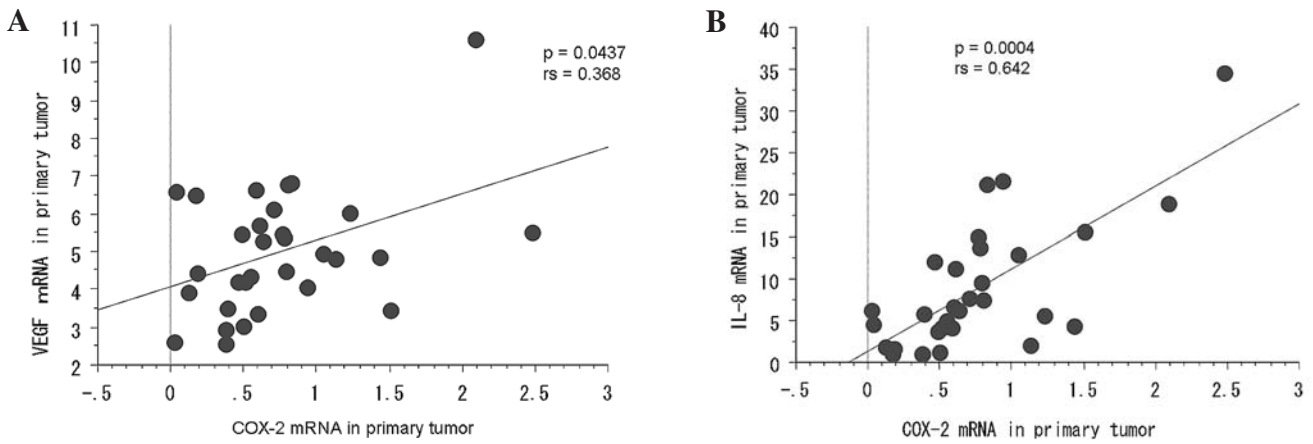 A
11
10
9
8
7
6
5
4
3
2
VEGF mRNA in primary tumor
p = 0.0437
rs = 0.368
-.5 0 .5 1 1.5 2 2.5 3
COX-2 mRNA in primary tumor
B
40
35
30
25
20
15
10
5
0
IL-8 mRNA in primary tumor
p = 0.0004
rs = 0.642
-.5 0 .5 1 1.5 2 2.5 3
COX-2 mRNA in primary tumor